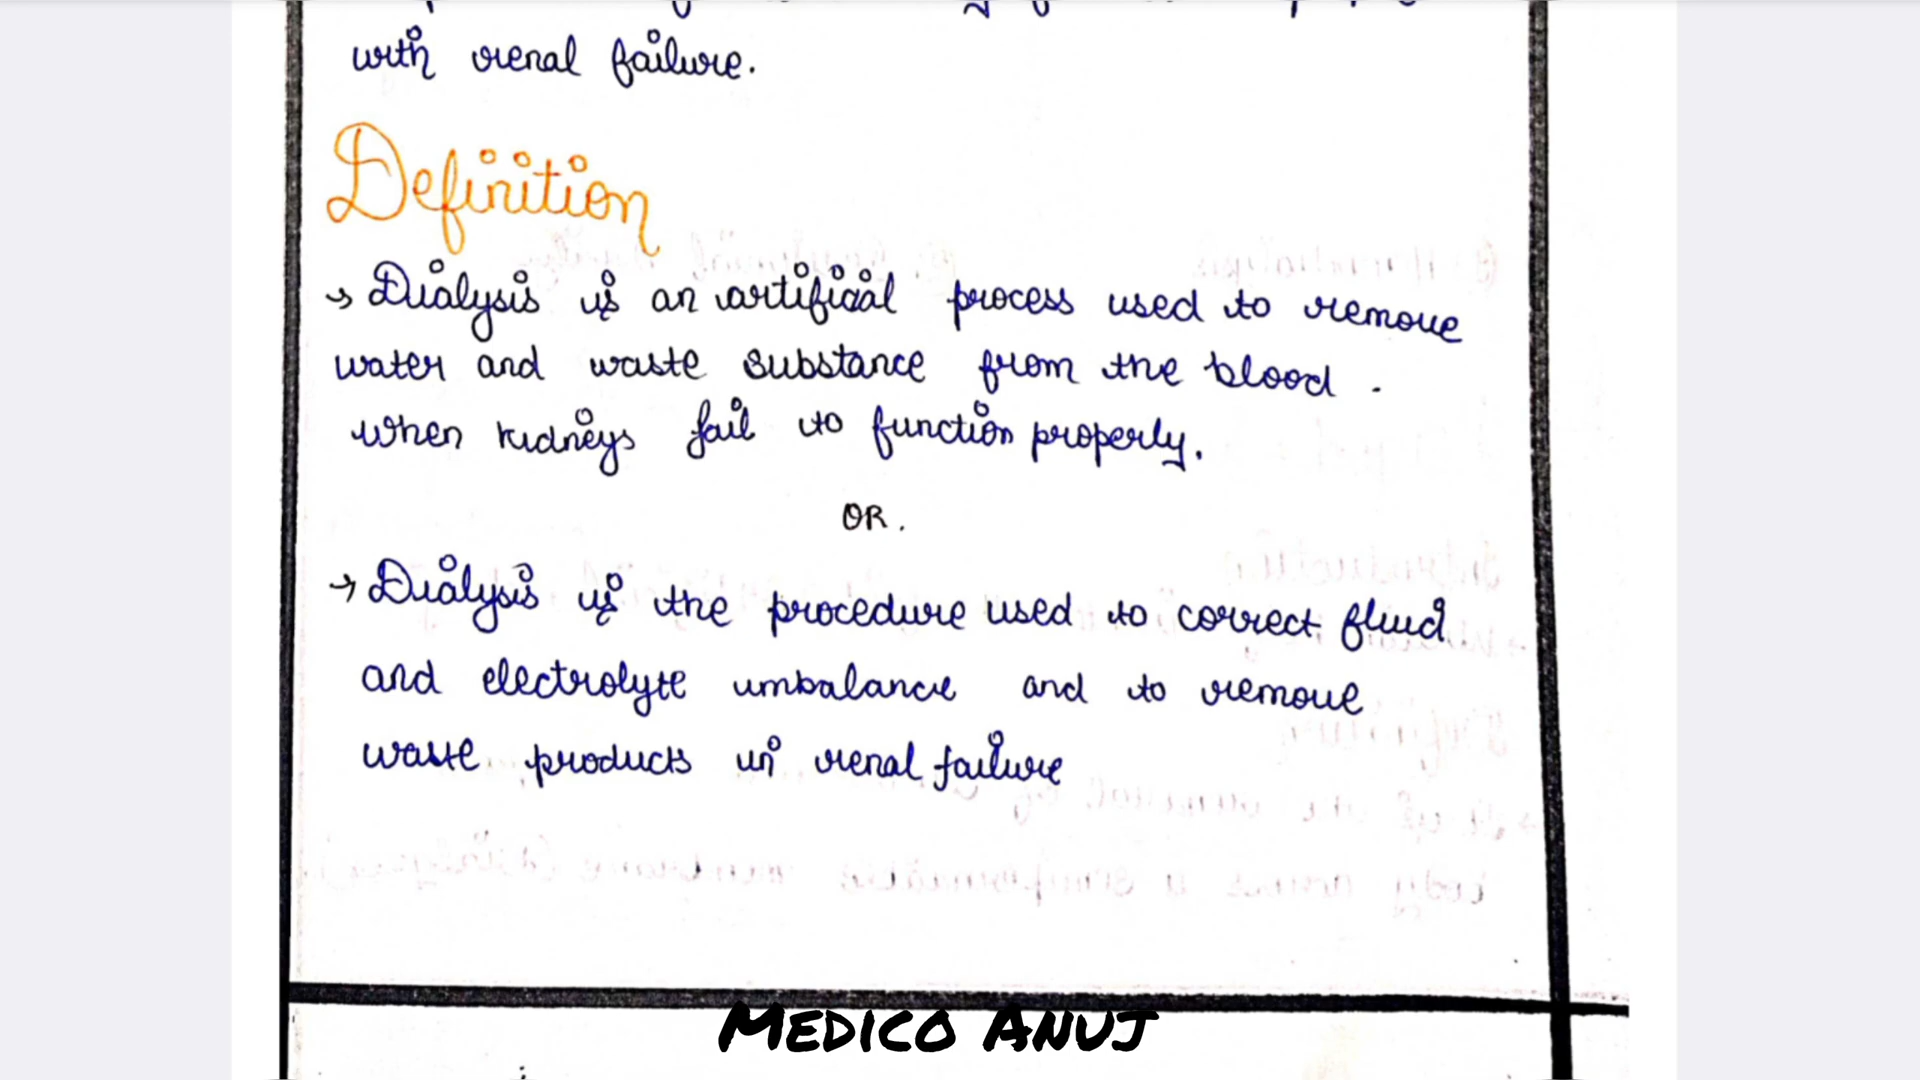 with renal failure.
Definition
→ Dialysis is an artificial process used to remove
water and waste substance from the blood .
when kidneys fail to function properly.
OR.
→ Dialysis is the procedure used to correct fluid
and electrolyte imbalance and to remove
waste products in renal failure
MEDICO ANUJ